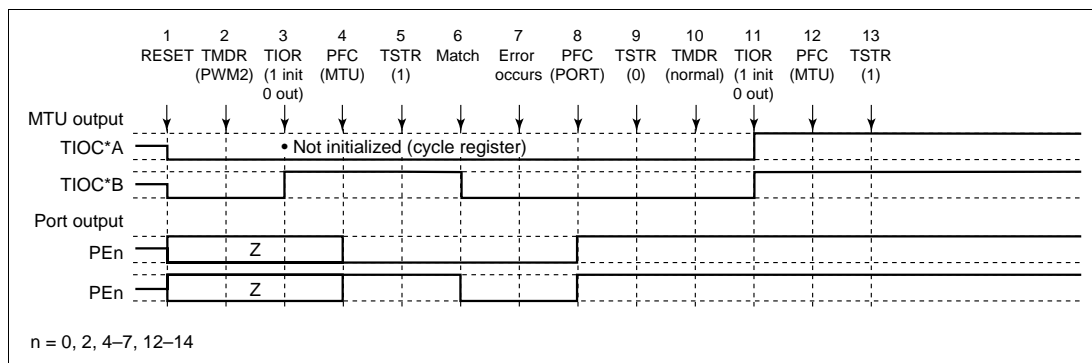 1 2 3 4 5 6 7 8 9 10 11 12 13
RESET TMDR TIOR PFC TSTR Match Error PFC TSTR TMDR TIOR PFC TSTR
(PWM2) (1 init (MTU) (1) occurs (PORT) (0) (normal) (1 init (MTU) (1)
0 out) 0 out)
MTU output
TIOC*A • Not initialized (cycle register)
TIOC*B
Port output
PEn Z
PEn Z
n = 0, 2, 4–7, 12–14